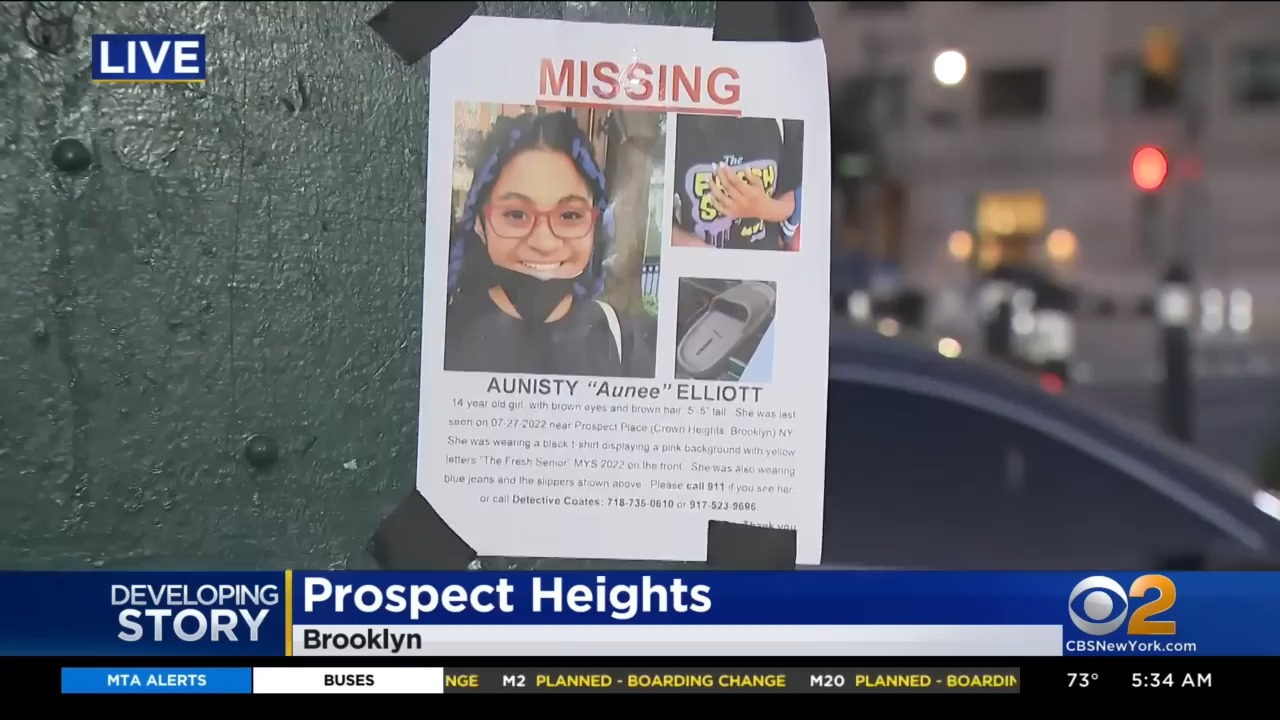 LIVE
MISSING
The
FRESH
AUNISTY "Aunee" ELLIOTT
14 year old girl, with brown eyes and brown hair, 5'-5" tall. She was last
seen on 07-27-2022 near Prospect Place (Crown Heights, Brooklyn) NY.
She was wearing a black t-shirt displaying a pink background with yellow
letters "The Fresh Senior" MYS 2022 on the front. She was also wearing
blue jeans and the slippers shown above. Please call 911 if you see her,
or call Detective Coates: 718-735-0610 or 917-523-9696.
Thank you
DEVELOPING
STORY
Prospect Heights
Brooklyn
2
CBSNewYork.com
MTA ALERTS
BUSES
NGE M2 PLANNED - BOARDING CHANGE M20 PLANNED - BOARDIN
73° 5:34 AM